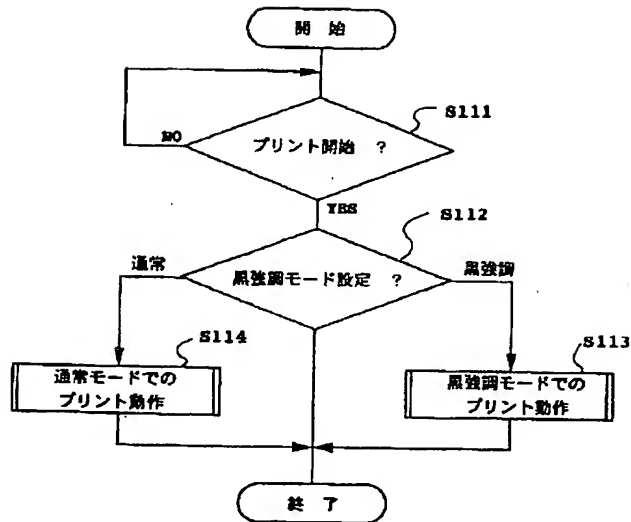 開 始
S111
NO
プリント開始 ?
YES
S112
通常
黒強調モード設定 ?
黒強調
S114
S113
通常モードでの
プリント動作
黒強調モードでの
プリント動作
終 了